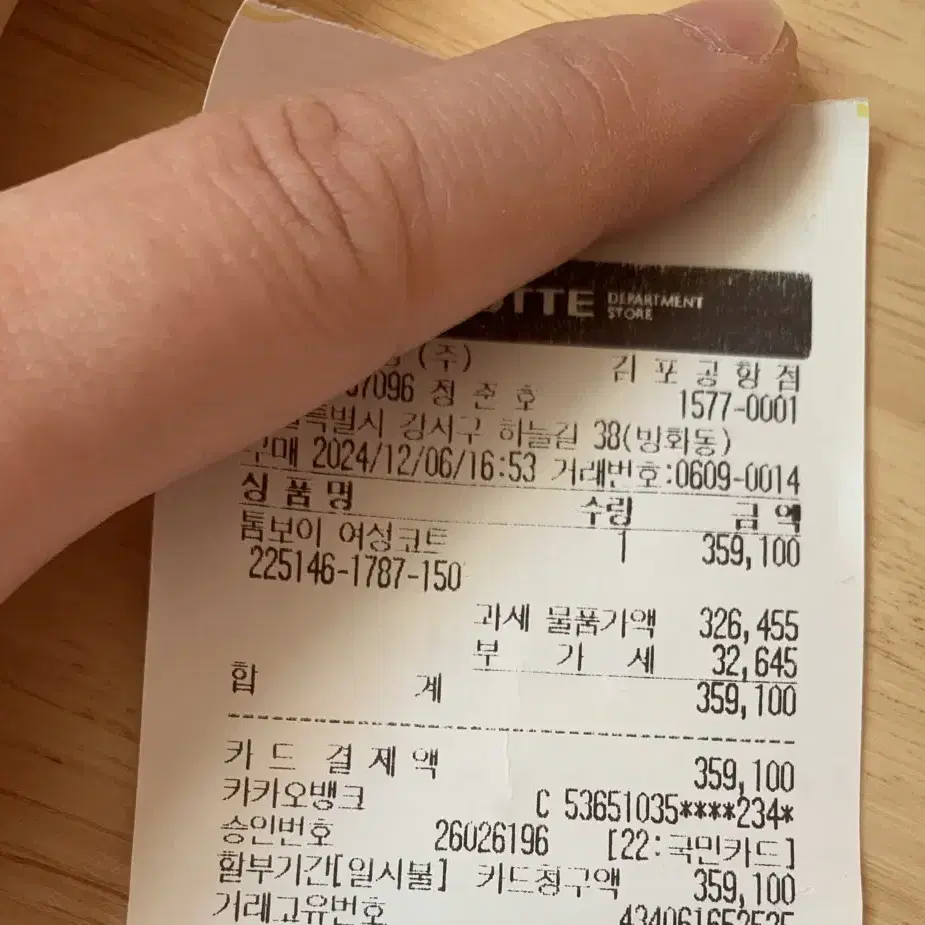 DEPARTMENT
STORE
(주) 김포공항점
정준호 1577-0001
강서구 하늘길 38(방화동)
구매 2024/12/06/16:53 거래번호:0609-0014
상품명 수량 금액
톰보이 여성코트 1 359,100
225146-1787-150
과세 물품가액 326,455
부 가 세 32,645
합 계 359,100
카드 결제액 359,100
카카오뱅크 C 53651035****234*
승인번호 26026196 [22:국민카드]
할부기간[일시불] 카드청구액 359,100
거래고유번호